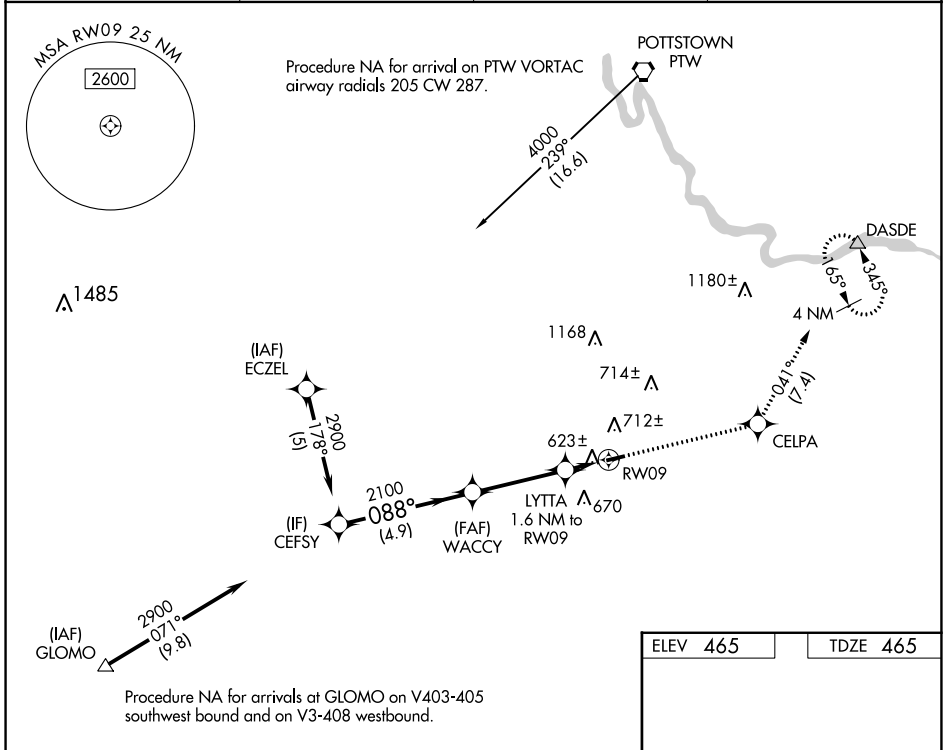 MSA RW09 25 NM
2600
Procedure NA for arrival on PTW VORTAC
airway radials 205 CW 287.
POTTSTOWN
PTW
4000
239°
(16.6)
DASDE
165°
345°
4 NM
1180±
1485
1168
714±
041°
(7.4)
(IAF)
ECZEL
2900
178°
(5)
712±
623±
CELPA
RW09
2100
088°
(4.9)
LYTTA
1.6 NM to
RW09
670
(IF)
CEFSY
(FAF)
WACCY
2900
071°
(9.8)
(IAF)
GLOMO
ELEV 465
TDZE 465
Procedure NA for arrivals at GLOMO on V403-405
southwest bound and on V3-408 westbound.